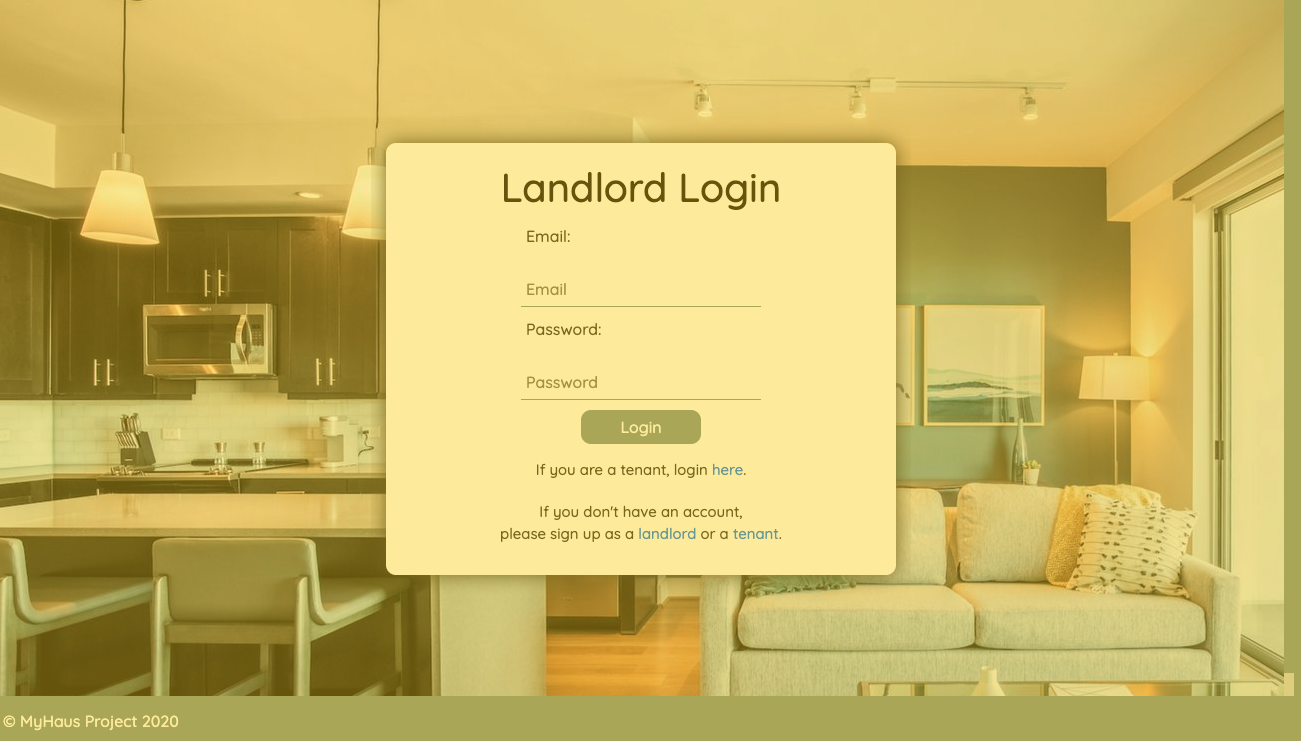 Landlord Login
Email:
Email
Password:
Password
Login
If you are a tenant, login here.
If you don't have an account,
please sign up as a landlord or a tenant.
© MyHaus Project 2020